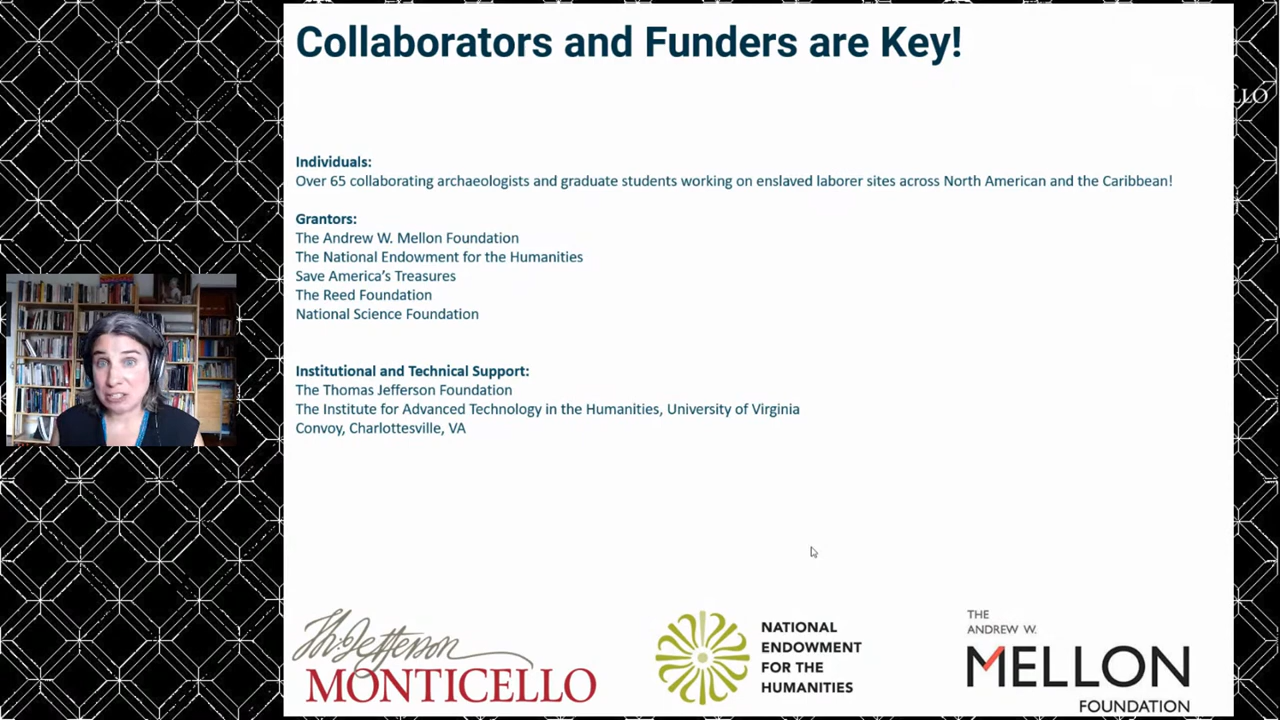 Collaborators and Funders are Key!
LLO
Individuals:
Over 65 collaborating archaeologists and graduate students working on enslaved laborer sites across North American and the Caribbean!
Grantors:
The Andrew W. Mellon Foundation
The National Endowment for the Humanities
Save America's Treasures
The Reed Foundation
National Science Foundation
Institutional and Technical Support:
The Thomas Jefferson Foundation
The Institute for Advanced Technology in the Humanities, University of Virginia
Convoy, Charlottesville, VA
Th: Jefferson
MONTICELLO
NATIONAL
ENDOWMENT
FOR THE
HUMANITIES
THE
ANDREW W.
MELLON
FOUNDATION